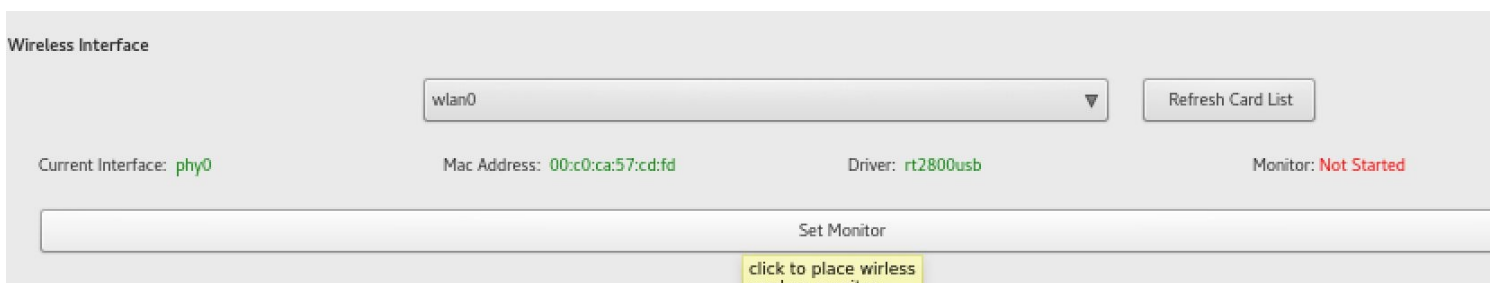 Wireless Interface
wlan0
Refresh Card List
Current Interface: phy0 Mac Address: 00:c0:ca:57:cd:fd Driver: rt2800usb Monitor: Not Started
Set Monitor
click to place wirless